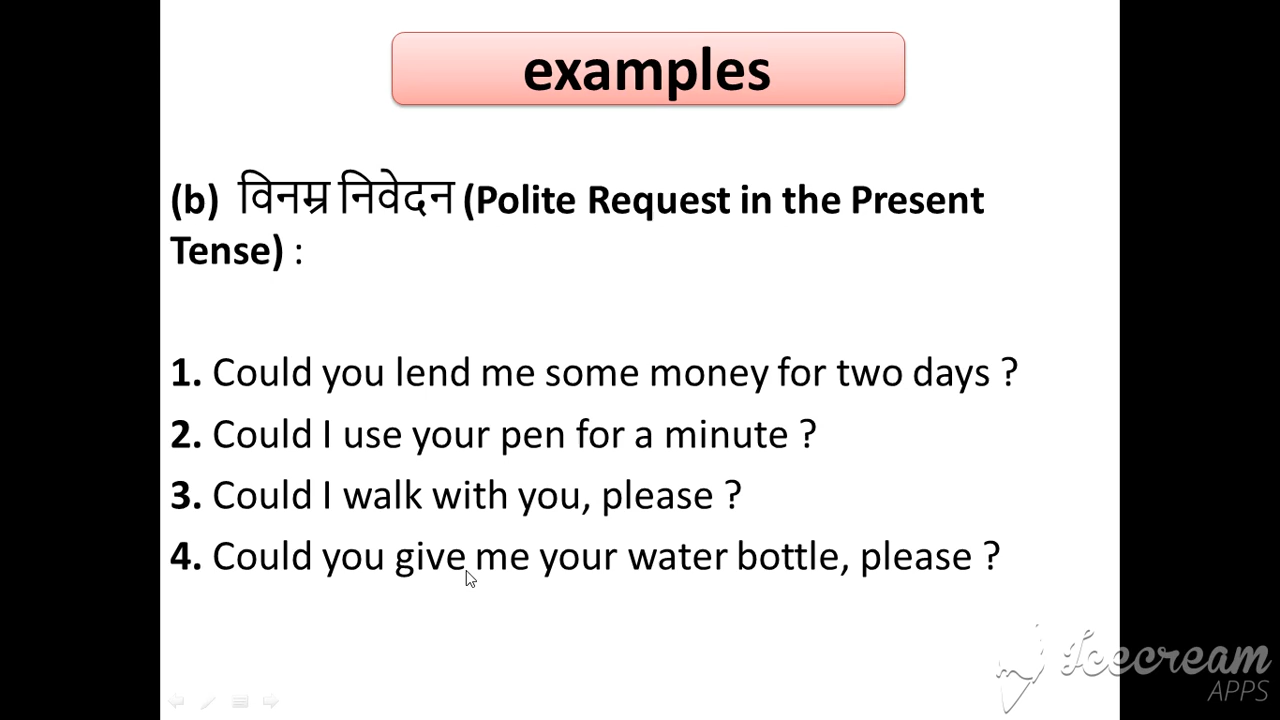 examples
(b) विनम्र निवेदन (Polite Request in the Present
Tense) :
1. Could you lend me some money for two days ?
2. Could I use your pen for a minute ?
3. Could I walk with you, please ?
4. Could you give me your water bottle, please ?
Icecream
APPS